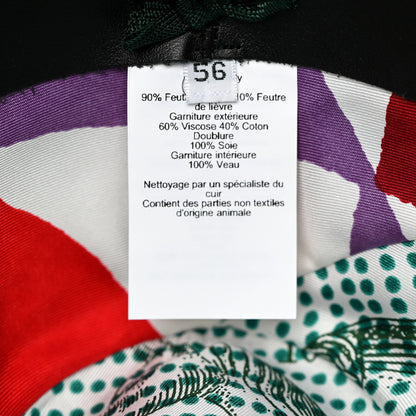 56
90% Feut 10% Feutre
de lièvre
Garniture extérieure
60% Viscose 40% Coton
Doublure
100% Soie
Garniture intérieure
100% Veau
Nettoyage par un spécialiste du
cuir
Contient des parties non textiles
d'origine animale